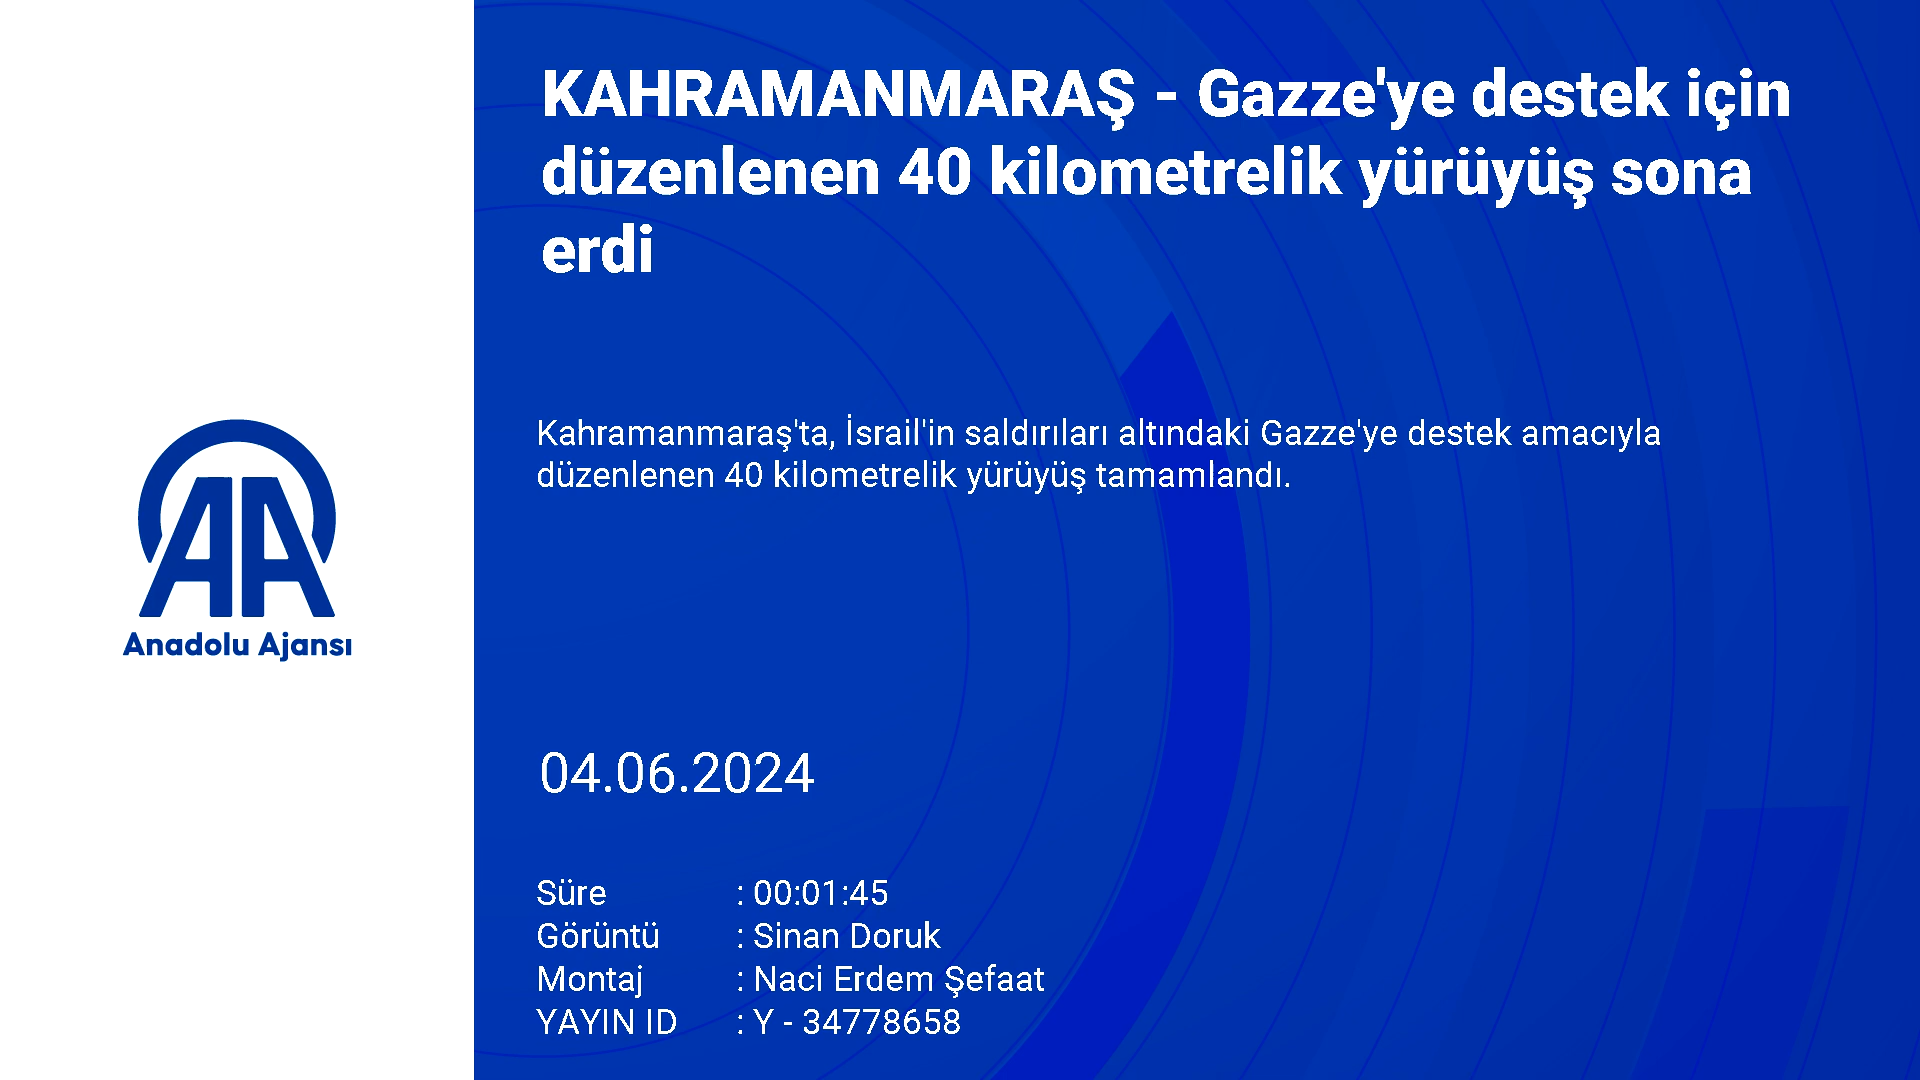 KAHRAMANMARAŞ - Gazze'ye destek için
düzenlenen 40 kilometrelik yürüyüş sona
erdi
Kahramanmaraş'ta, İsrail'in saldırıları altındaki Gazze'ye destek amacıyla
düzenlenen 40 kilometrelik yürüyüş tamamlandı.
AA
Anadolu Ajansı
04.06.2024
Süre : 00:01:45
Görüntü : Sinan Doruk
Montaj : Naci Erdem Şefaat
YAYIN ID : Y - 34778658